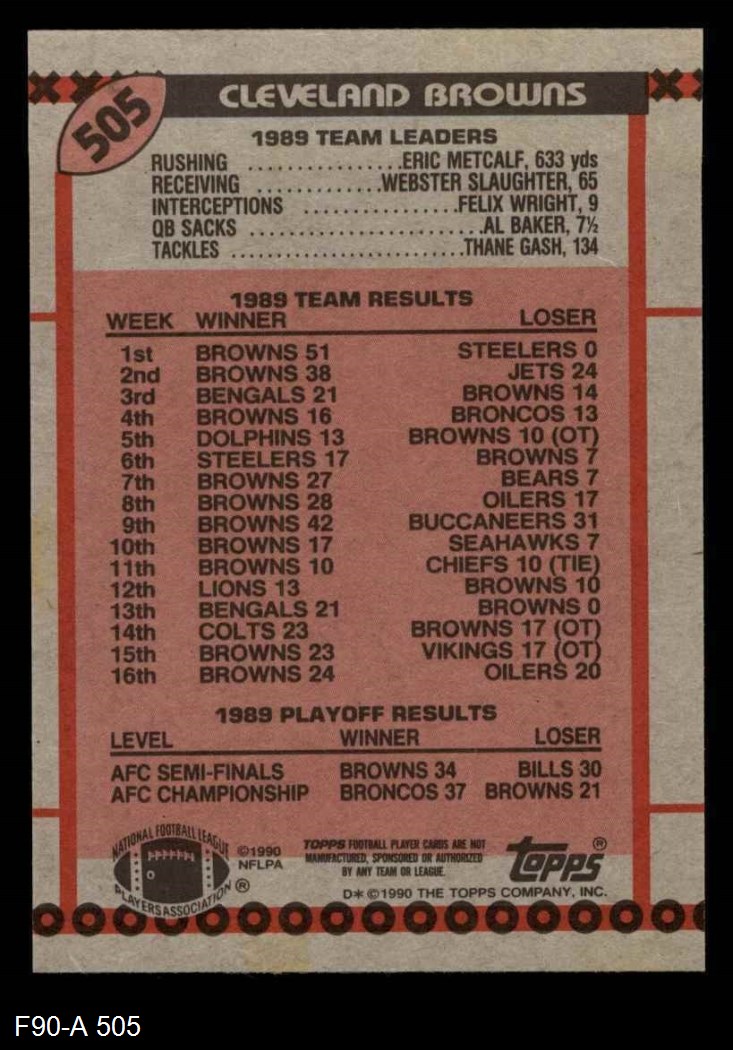 505
CLEVELAND BROWNS
1989 TEAM LEADERS
RUSHING ................ERIC METCALF, 633 yds
RECEIVING .............WEBSTER SLAUGHTER, 65
INTERCEPTIONS ................FELIX WRIGHT, 9
QB SACKS ........................AL BAKER, 7½
TACKLES ........................THANE GASH, 134
1989 TEAM RESULTS
WEEK WINNER LOSER
1st BROWNS 51 STEELERS 0
2nd BROWNS 38 JETS 24
3rd BENGALS 21 BROWNS 14
4th BROWNS 16 BRONCOS 13
5th DOLPHINS 13 BROWNS 10 (OT)
6th STEELERS 17 BROWNS 7
7th BROWNS 27 BEARS 7
8th BROWNS 28 OILERS 17
9th BROWNS 42 BUCCANEERS 31
10th BROWNS 17 SEAHAWKS 7
11th BROWNS 10 CHIEFS 10 (TIE)
12th LIONS 13 BROWNS 10
13th BENGALS 21 BROWNS 0
14th COLTS 23 BROWNS 17 (OT)
15th BROWNS 23 VIKINGS 17 (OT)
16th BROWNS 24 OILERS 20
1989 PLAYOFF RESULTS
LEVEL WINNER LOSER
AFC SEMI-FINALS BROWNS 34 BILLS 30
AFC CHAMPIONSHIP BRONCOS 37 BROWNS 21
NATIONAL FOOTBALL LEAGUE
PLAYERS ASSOCIATION ®
©1990
NFLPA
TOPPS FOOTBALL PLAYER CARDS ARE NOT
MANUFACTURED, SPONSORED OR AUTHORIZED
BY ANY TEAM OR LEAGUE.
Topps ®
D* © 1990 THE TOPPS COMPANY, INC.
F90-A 505